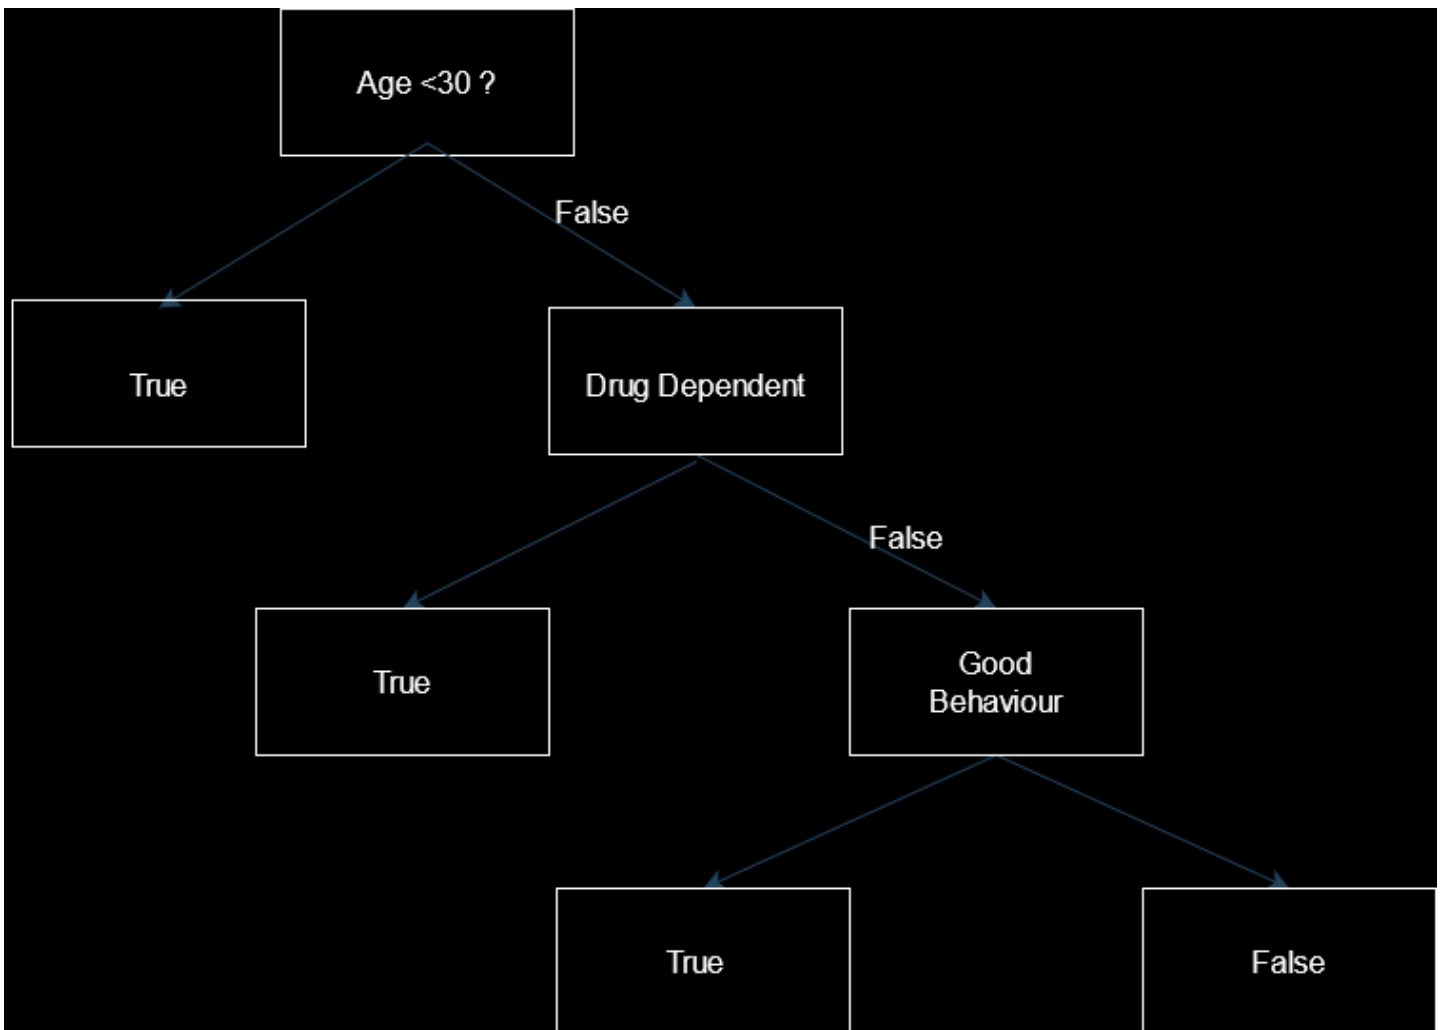 Age <30 ?
False
True
Drug Dependent
False
True
Good
Behaviour
True
False